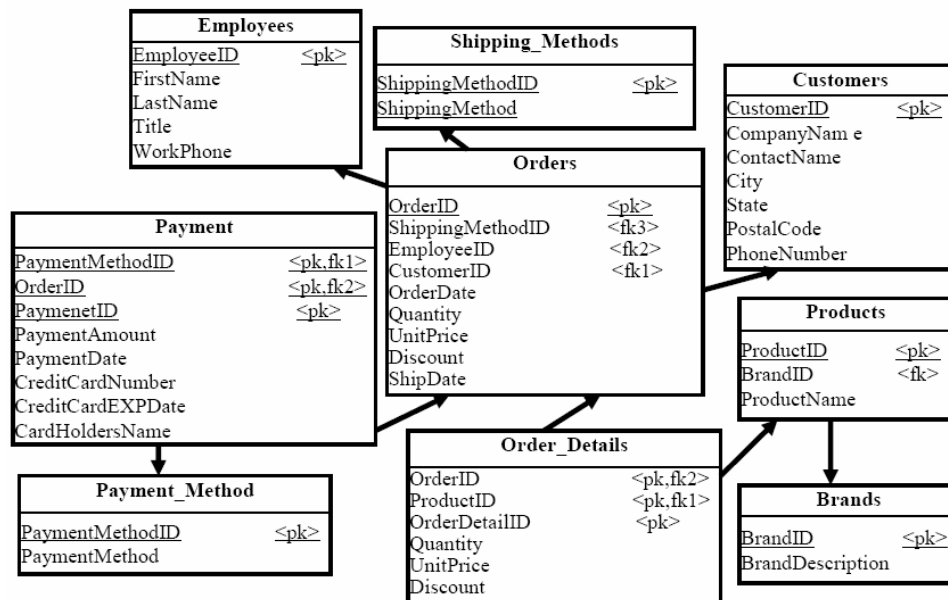 Employees
EmployeeID <pk>
FirstName
LastName
Title
WorkPhone
Shipping_Methods
ShippingMethodID <pk>
ShippingMethod
Customers
CustomerID <pk>
CompanyNam e
ContactName
City
State
PostalCode
PhoneNumber
Orders
OrderID <pk>
ShippingMethodID <fk3>
EmployeeID <fk2>
CustomerID <fk1>
OrderDate
Quantity
UnitPrice
Discount
ShipDate
Payment
PaymentMethodID <pk,fk1>
OrderID <pk,fk2>
PaymenetID <pk>
PaymentAmount
PaymentDate
CreditCardNumber
CreditCardEXPDate
CardHoldersName
Products
ProductID <pk>
BrandID <fk>
ProductName
Order_Details
OrderID <pk,fk2>
ProductID <pk,fk1>
OrderDetailID <pk>
Quantity
UnitPrice
Discount
Payment_Method
PaymentMethodID <pk>
PaymentMethod
Brands
BrandID <pk>
BrandDescription